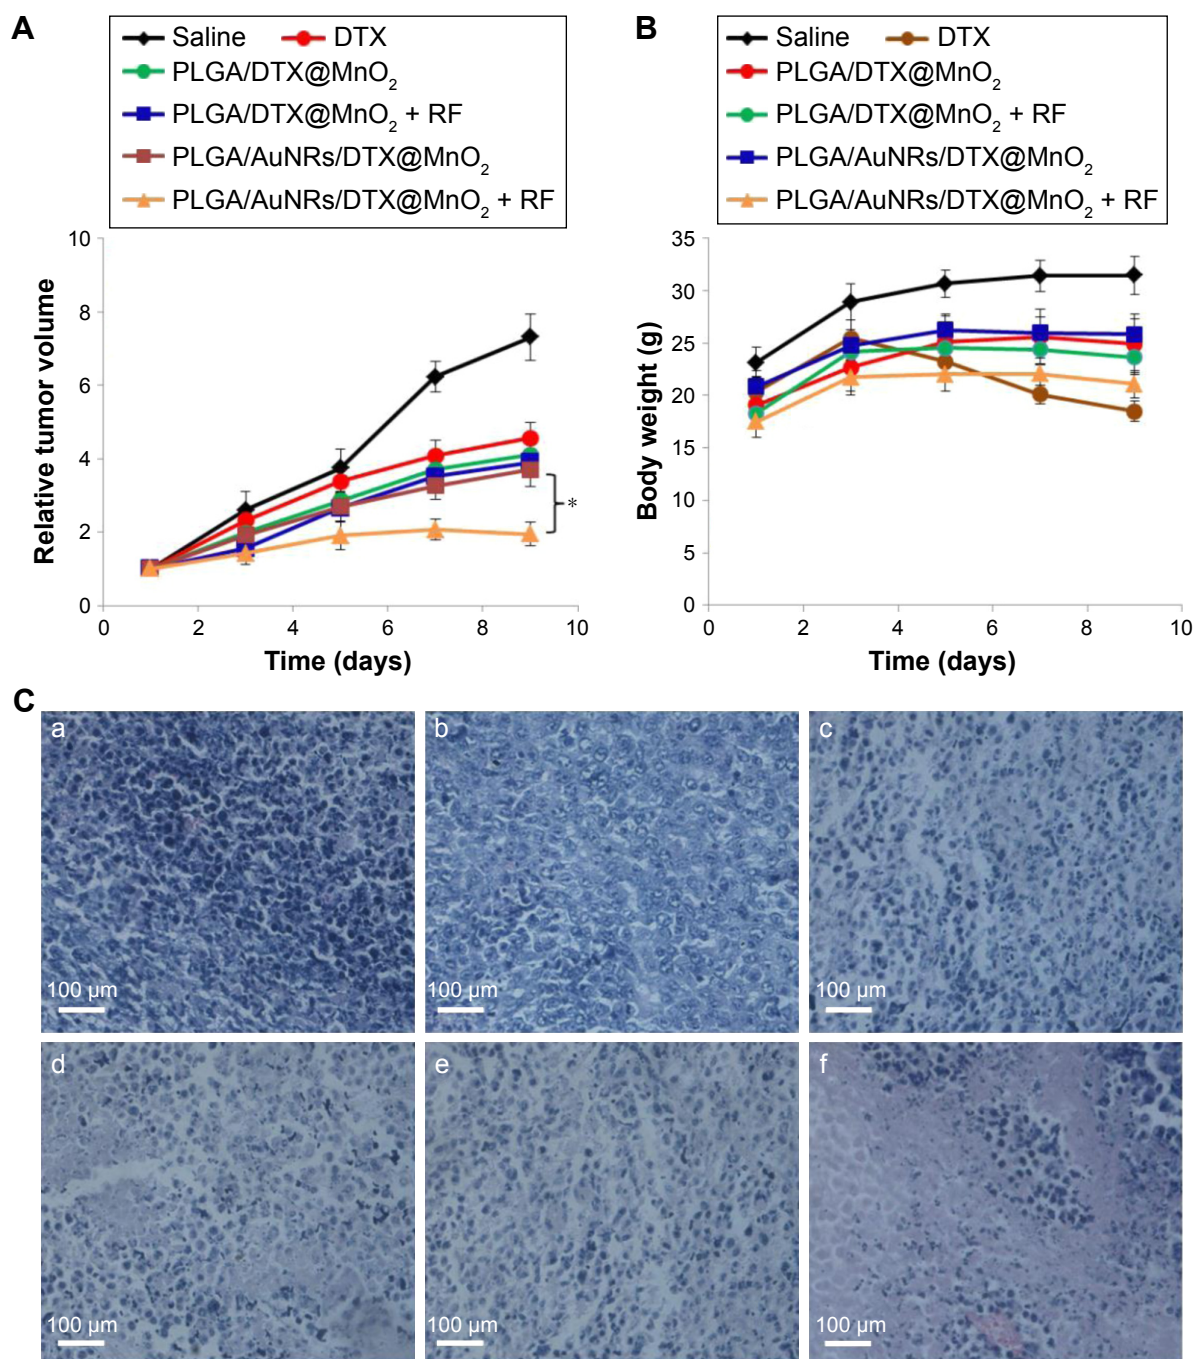 A
Saline DTX
PLGA/DTX@MnO₂
PLGA/DTX@MnO₂ + RF
PLGA/AuNRs/DTX@MnO₂
PLGA/AuNRs/DTX@MnO₂ + RF
10
8
6
4
2
0
Relative tumor volume
*
0 2 4 6 8 10
Time (days)
B
Saline DTX
PLGA/DTX@MnO₂
PLGA/DTX@MnO₂ + RF
PLGA/AuNRs/DTX@MnO₂
PLGA/AuNRs/DTX@MnO₂ + RF
35
30
25
20
15
10
5
0
Body weight (g)
0 2 4 6 8 10
Time (days)
C
a b c
100 µm 100 µm 100 µm
d e f
100 µm 100 µm 100 µm